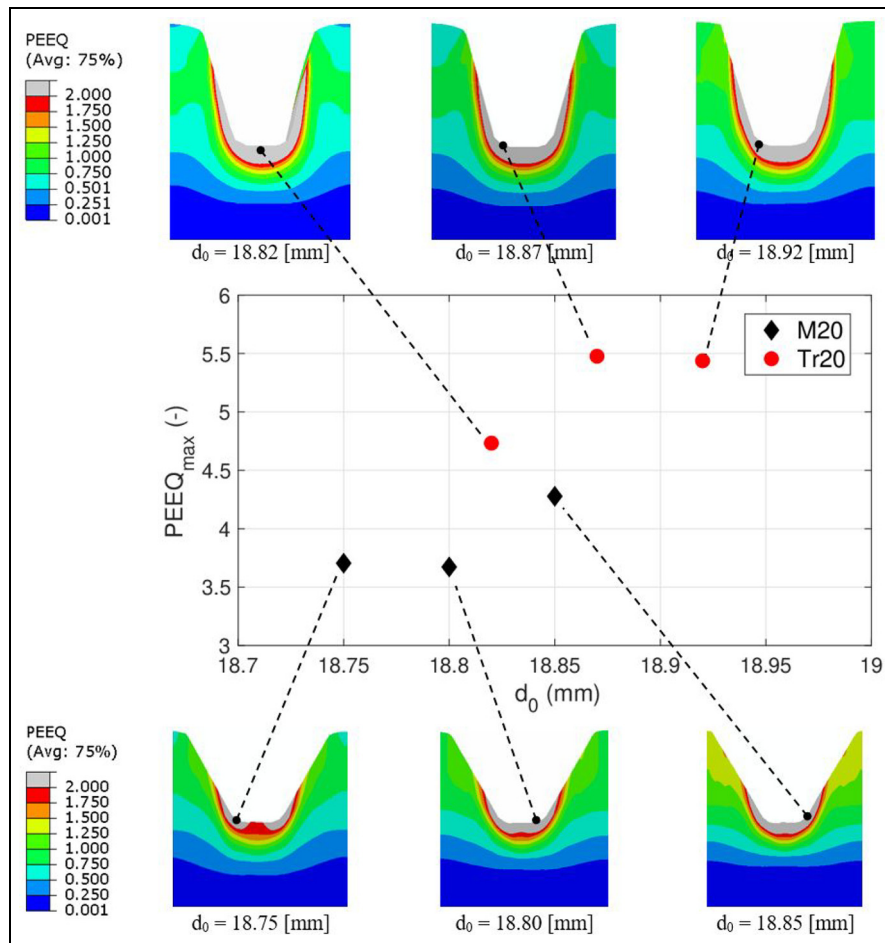 PEEQ
(Avg: 75%)
2.000
1.750
1.500
1.250
1.000
0.750
0.501
0.251
0.001
d0 = 18.82 [mm]
d0 = 18.87 [mm]
d0 = 18.92 [mm]
6
5.5
5
4.5
4
3.5
3
PEEQmax (-)
M20
Tr20
18.7
18.75
18.8
18.85
18.9
18.95
19
d0 (mm)
PEEQ
(Avg: 75%)
2.000
1.750
1.500
1.250
1.000
0.750
0.500
0.250
0.001
d0 = 18.75 [mm]
d0 = 18.80 [mm]
d0 = 18.85 [mm]